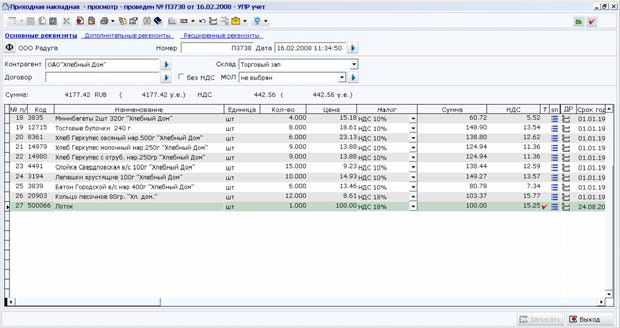 Приходная накладная - просмотр - проведен № П3738 от 16.02.2008 - УПР учет
Основные реквизиты Дополнительные реквизиты Расширенные реквизиты
Ф ООО Радуга Номер П3738 Дата 16.02.2008 11:34:50
Контрагент ОАО"Хлебный Дом" Склад Торговый зал
Договор без НДС МОЛ не выбран
Сумма: 4177.42 RUB ( 4177.42 у.е.) НДС 442.56 ( 442.56 у.е.)
№ п/ Код Наименование Единица Кол-во Цена Налог Сумма НДС Т sn ДР Срок год
18 3835 Минибагеты 2шт 320г "Хлебный Дом" шт 4.000 15.18 НДС 10% 60.72 5.52 01.01.19
19 12715 Тостовые булочки 240 г шт 8.000 18.61 НДС 10% 148.90 13.54 01.01.19
20 8361 Хлеб Геркулес овсяный нар.500г "Хлебный Дом" шт 6.000 23.13 НДС 10% 138.80 12.62 01.01.19
21 14979 Хлеб Геркулес молочный нар.250г "Хлебный Дом" шт 9.000 13.88 НДС 10% 124.94 11.36 01.01.19
22 14980 Хлеб Геркулес с отруб. нар.250гр "Хлебный Дом" шт 9.000 13.88 НДС 10% 124.94 11.36 01.01.19
23 4491 Слойка Свердловская в/с 100г "Хлебный Дом" шт 15.000 9.23 НДС 10% 138.38 12.58 01.01.19
24 3194 Лепешки хрустящие 100г "Хлебный Дом" шт 10.000 14.93 НДС 10% 149.27 13.57 01.01.19
25 3839 Батон Городской в/с нар 400г "Хлебный Дом" шт 6.000 13.46 НДС 10% 80.78 7.34 01.01.19
26 20903 Кольцо песочное 80гр. "Хл. дом." шт 12.000 8.61 НДС 18% 103.37 15.77 01.01.19
27 500066 Лоток шт 1.000 100.00 НДС 18% 100.00 15.25 24.08.20
Записать Выход